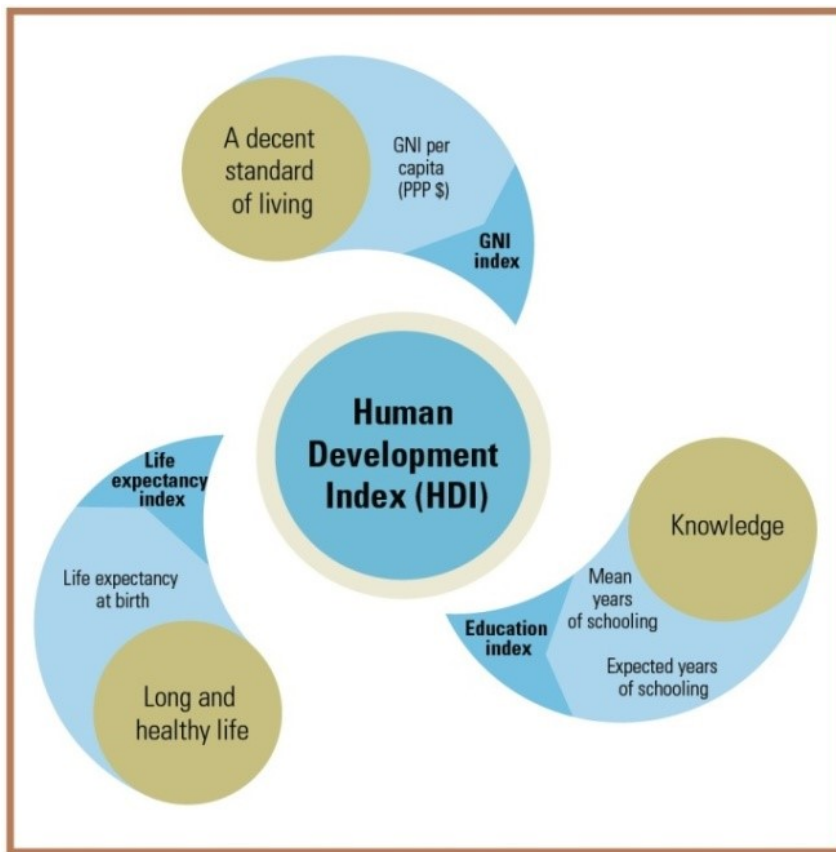 A decent
standard
of living
GNI per
capita
(PPP $)
GNI
index
Human
Development
Index (HDI)
Life
expectancy
index
Life expectancy
at birth
Long and
healthy life
Knowledge
Mean
years
of schooling
Expected years
of schooling
Education
index